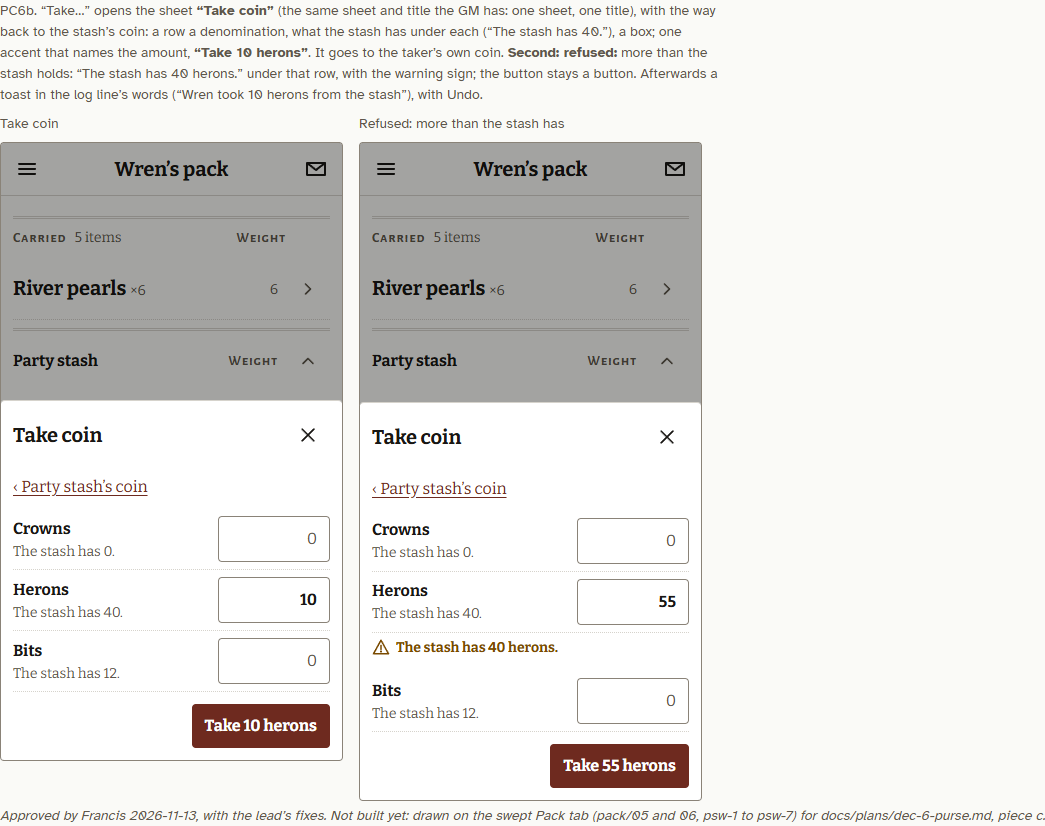 PC6b. “Take…” opens the sheet “Take coin” (the same sheet and title the GM has: one sheet, one title), with the way
back to the stash’s coin: a row a denomination, what the stash has under each (“The stash has 40.”), a box; one
accent that names the amount, “Take 10 herons”. It goes to the taker’s own coin. Second: refused: more than the
stash holds: “The stash has 40 herons.” under that row, with the warning sign; the button stays a button. Afterwards a
toast in the log line’s words (“Wren took 10 herons from the stash”), with Undo.
Take coin
Wren’s pack
CARRIED 5 items WEIGHT
River pearls ×6 6
Party stash WEIGHT
Take coin
‹ Party stash’s coin
Crowns
The stash has 0.
0
Herons
The stash has 40.
10
Bits
The stash has 12.
0
Take 10 herons
Refused: more than the stash has
Wren’s pack
CARRIED 5 items WEIGHT
River pearls ×6 6
Party stash WEIGHT
Take coin
‹ Party stash’s coin
Crowns
The stash has 0.
0
Herons
The stash has 40.
55
The stash has 40 herons.
Bits
The stash has 12.
0
Take 55 herons
Approved by Francis 2026-11-13, with the lead’s fixes. Not built yet: drawn on the swept Pack tab (pack/05 and 06, psw-1 to psw-7) for docs/plans/dec-6-purse.md, piece c.